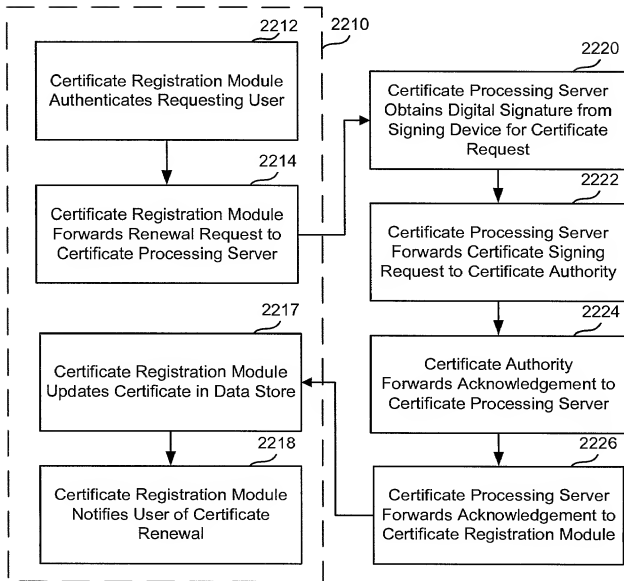 2212
2210
Certificate Registration Module
Authenticates Requesting User
2214
Certificate Registration Module
Forwards Renewal Request to
Certificate Processing Server
2220
Certificate Processing Server
Obtains Digital Signature from
Signing Device for Certificate
Request
2222
Certificate Processing Server
Forwards Certificate Signing
Request to Certificate Authority
2224
Certificate Authority
Forwards Acknowledgement to
Certificate Processing Server
2226
Certificate Processing Server
Forwards Acknowledgement to
Certificate Registration Module
2217
Certificate Registration Module
Updates Certificate in Data Store
2218
Certificate Registration Module
Notifies User of Certificate
Renewal